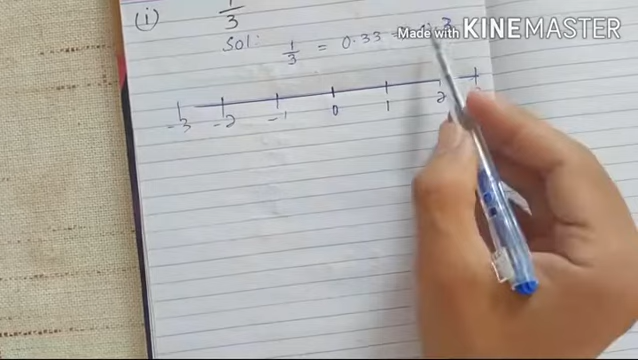 (i) 1/3
Made with KINEMASTER
Sol: 1/3 = 0.33
-3 -2 -1 0 1 2